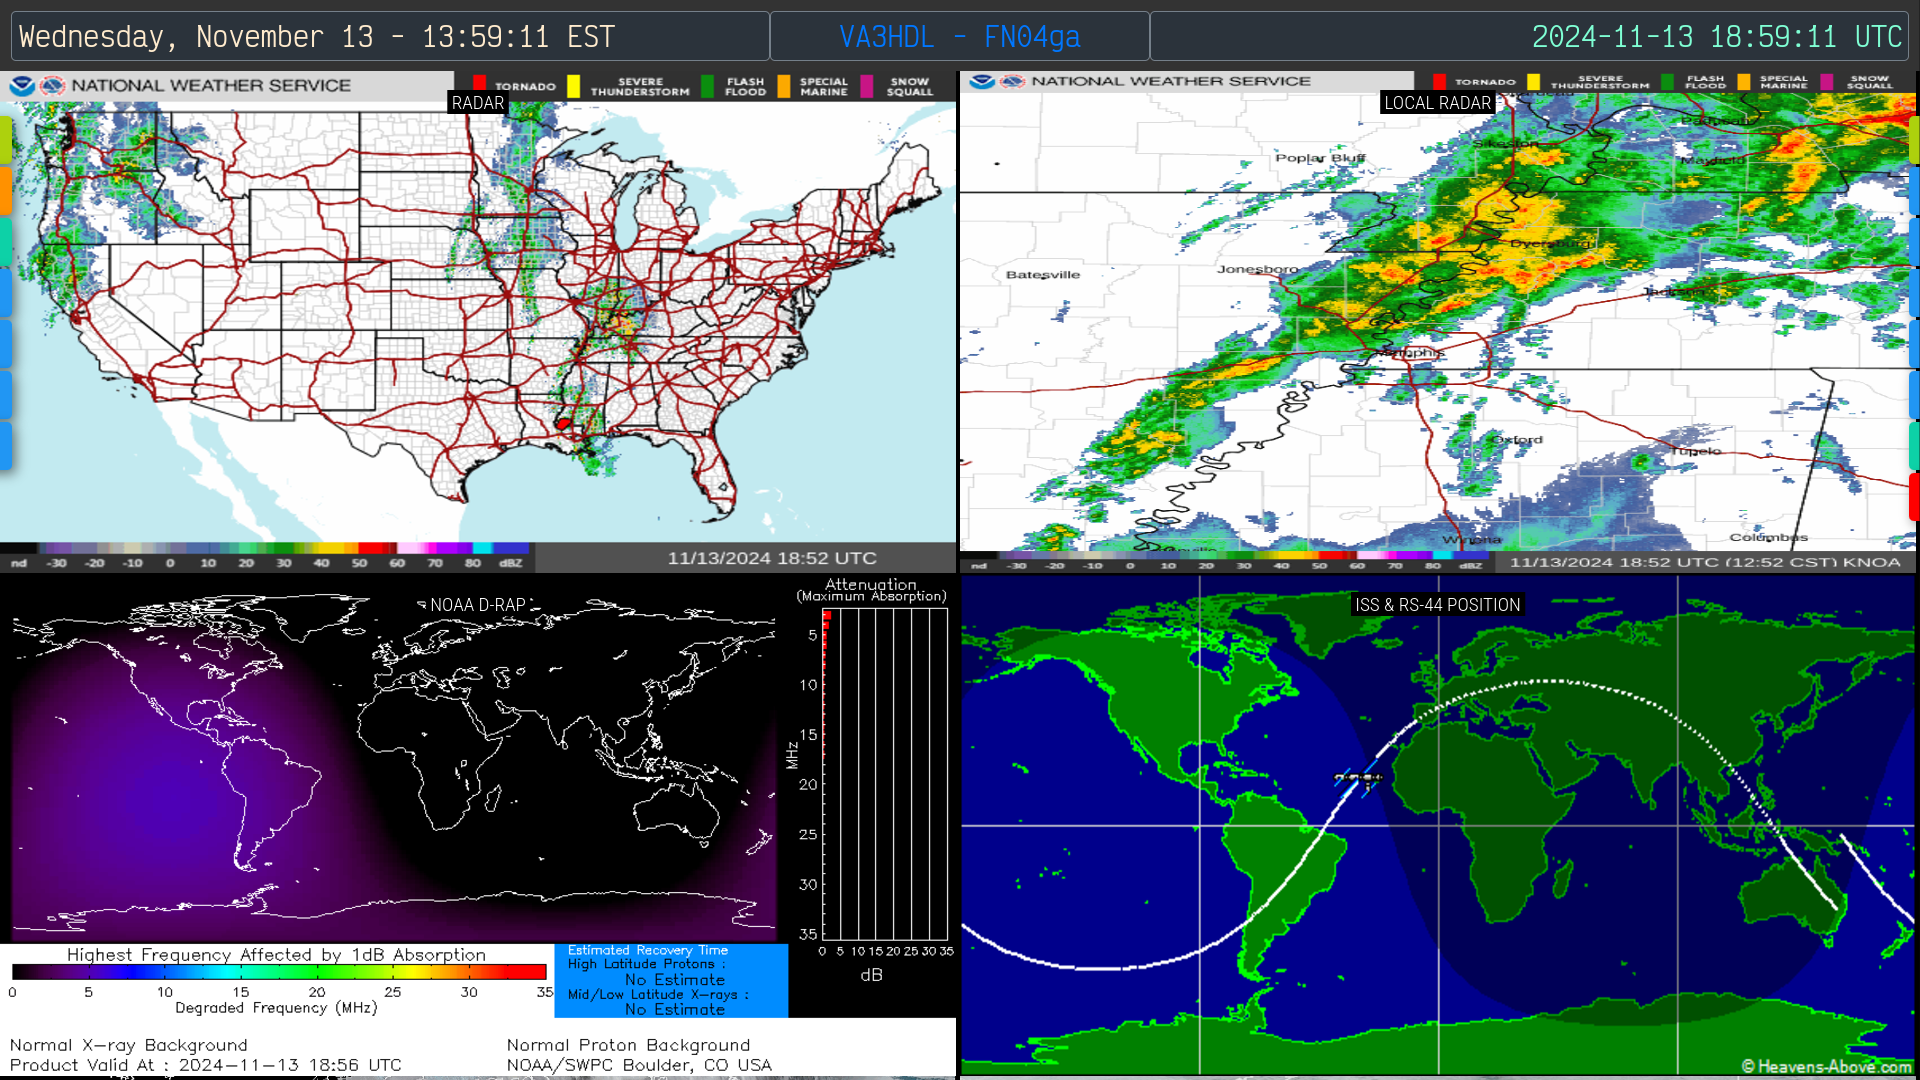 Wednesday, November 13 - 13:59:11 EST
VA3HDL - FN04ga
2024-11-13 18:59:11 UTC
NATIONAL WEATHER SERVICE
TORNADO
SEVERE THUNDERSTORM
FLASH FLOOD
SPECIAL MARINE
SNOW SQUALL
RADAR
nd -30 -20 -10 0 10 20 30 40 50 60 70 80 dBZ
11/13/2024 18:52 UTC
NATIONAL WEATHER SERVICE
TORNADO
SEVERE THUNDERSTORM
FLASH FLOOD
SPECIAL MARINE
SNOW SQUALL
LOCAL RADAR
Paducah
Sikeston
Poplar Bluff
Mayfield
Dyersburg
Jonesboro
Batesville
Jackson
Memphis
Oxford
Tupelo
Winona
Columbus
nd -30 -20 -10 0 10 20 30 40 50 60 70 80 dBZ
11/13/2024 18:52 UTC (12:52 CST) KNOA
NOAA D-RAP
Attenuation
(Maximum Absorption)
5
10
15
MHz
20
25
30
35
0 5 10 15 20 25 30 35
dB
Highest Frequency Affected by 1dB Absorption
0 5 10 15 20 25 30 35
Degraded Frequency (MHz)
Estimated Recovery Time
High Latitude Protons :
No Estimate
Mid/Low Latitude X-rays :
No Estimate
Normal X-ray Background
Normal Proton Background
Product Valid At : 2024-11-13 18:56 UTC
NOAA/SWPC Boulder, CO USA
ISS & RS-44 POSITION
© Heavens-Above.com